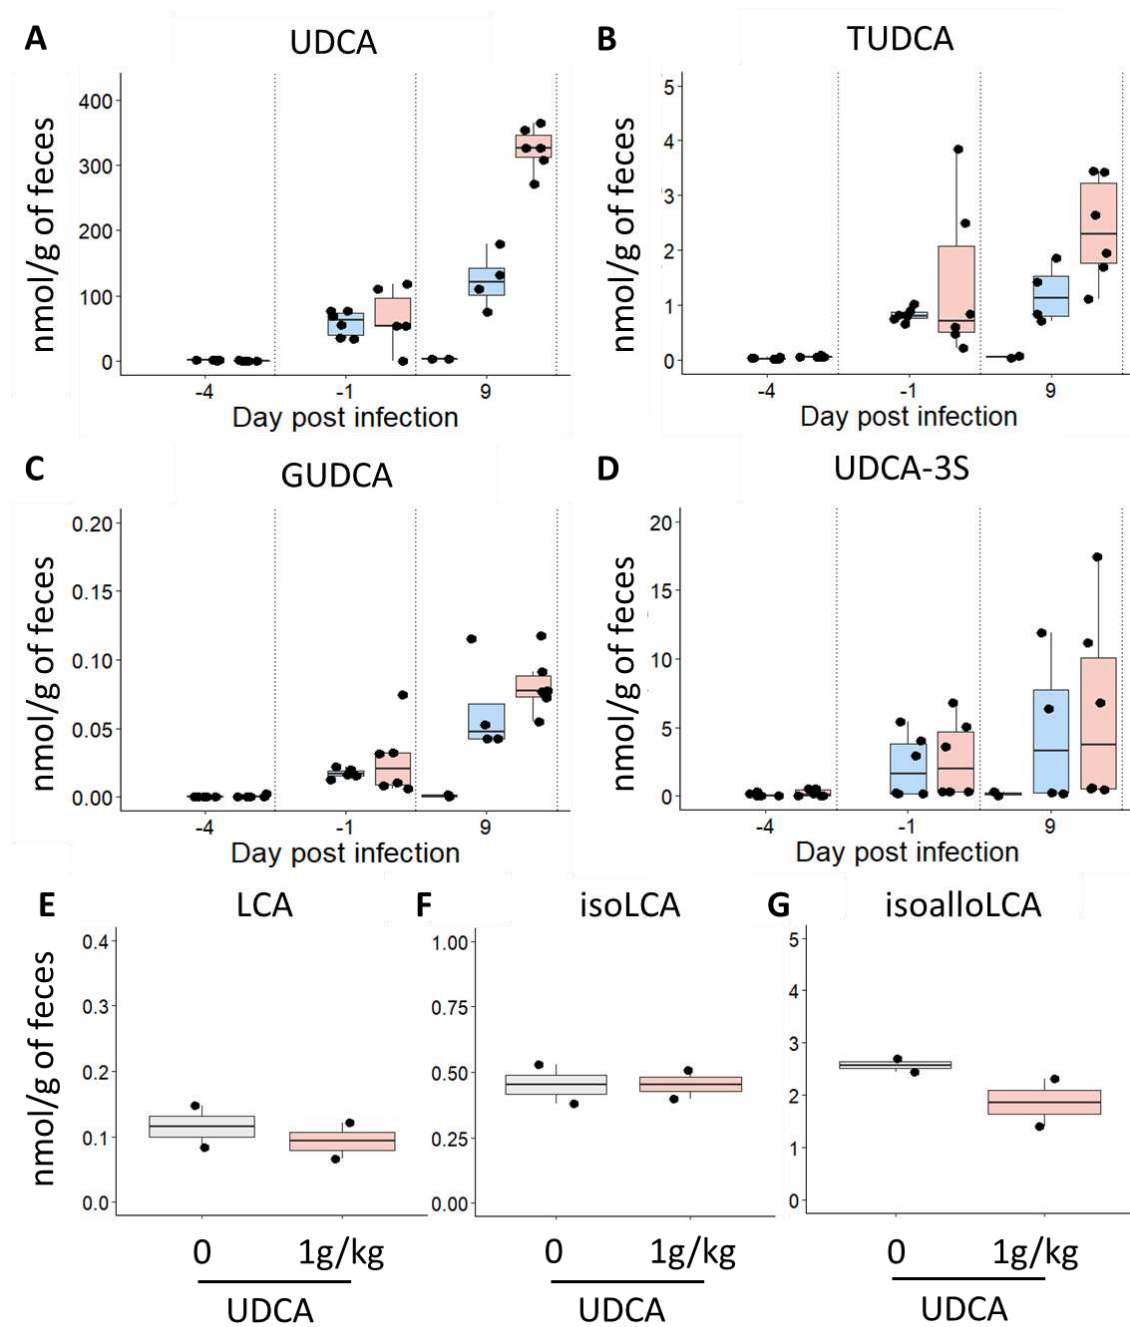 A
UDCA
nmol/g of feces
400
300
200
100
0
-4
-1
9
Day post infection
B
TUDCA
nmol/g of feces
5
4
3
2
1
0
-4
-1
9
Day post infection
C
GUDCA
nmol/g of feces
0.20
0.15
0.10
0.05
0.00
-4
-1
9
Day post infection
D
UDCA-3S
nmol/g of feces
20
15
10
5
0
-4
-1
9
Day post infection
E
LCA
nmol/g of feces
0.4
0.3
0.2
0.1
0.0
0
1g/kg
UDCA
F
isoLCA
1.00
0.75
0.50
0.25
0.00
0
1g/kg
UDCA
G
isoalloLCA
5
4
3
2
1
0
0
1g/kg
UDCA